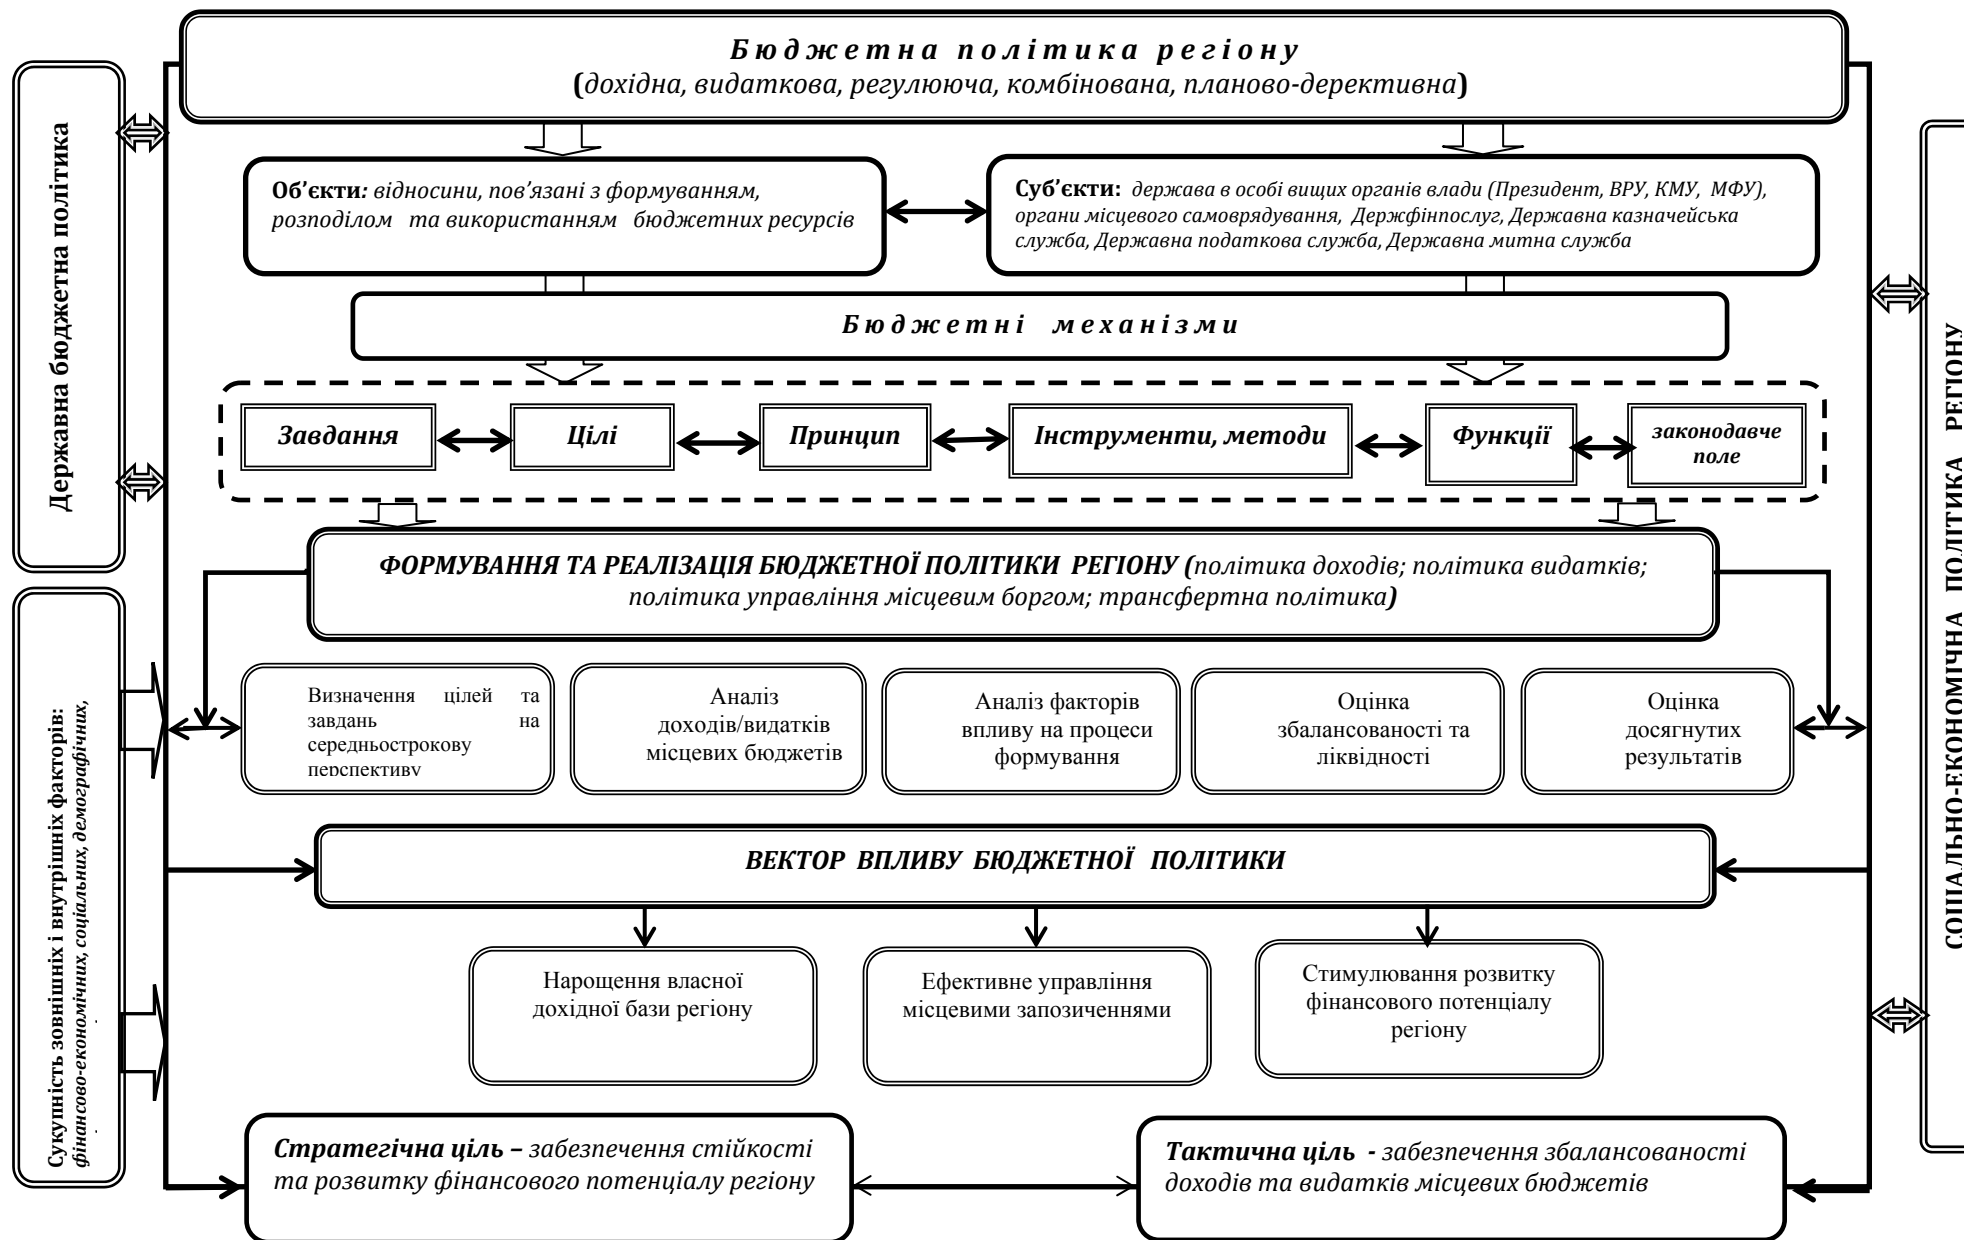 Бюджетна політика регіону
(дохідна, видаткова, регулююча, комбінована, планово-дерективна)
Державна бюджетна політика
Об’єкти: відносини, пов’язані з формуванням,
розподілом та використанням бюджетних ресурсів
Суб’єкти: держава в особі вищих органів влади (Президент, ВРУ, КМУ, МФУ),
органи місцевого самоврядування, Держфінпослуг, Державна казначейська
служба, Державна податкова служба, Державна митна служба
Бюджетні механізми
Завдання
Цілі
Принцип
Інструменти, методи
Функції
законодавче
поле
ФОРМУВАННЯ ТА РЕАЛІЗАЦІЯ БЮДЖЕТНОЇ ПОЛІТИКИ РЕГІОНУ (політика доходів; політика видатків;
політика управління місцевим боргом; трансфертна політика)
Сукупність зовнішніх і внутрішніх факторів:
фінансово-економічних, соціальних, демографічних,
Визначення цілей та
завдань на
середньострокову
перспективу
Аналіз
доходів/видатків
місцевих бюджетів
Аналіз факторів
впливу на процеси
формування
Оцінка
збалансованості та
ліквідності
Оцінка
досягнутих
результатів
ВЕКТОР ВПЛИВУ БЮДЖЕТНОЇ ПОЛІТИКИ
Нарощення власної
дохідної бази регіону
Ефективне управління
місцевими запозиченнями
Стимулювання розвитку
фінансового потенціалу
регіону
Стратегічна ціль – забезпечення стійкості
та розвитку фінансового потенціалу регіону
Тактична ціль - забезпечення збалансованості
доходів та видатків місцевих бюджетів
СОЦІАЛЬНО-ЕКОНОМІЧНА ПОЛІТИКА РЕГІОНУ